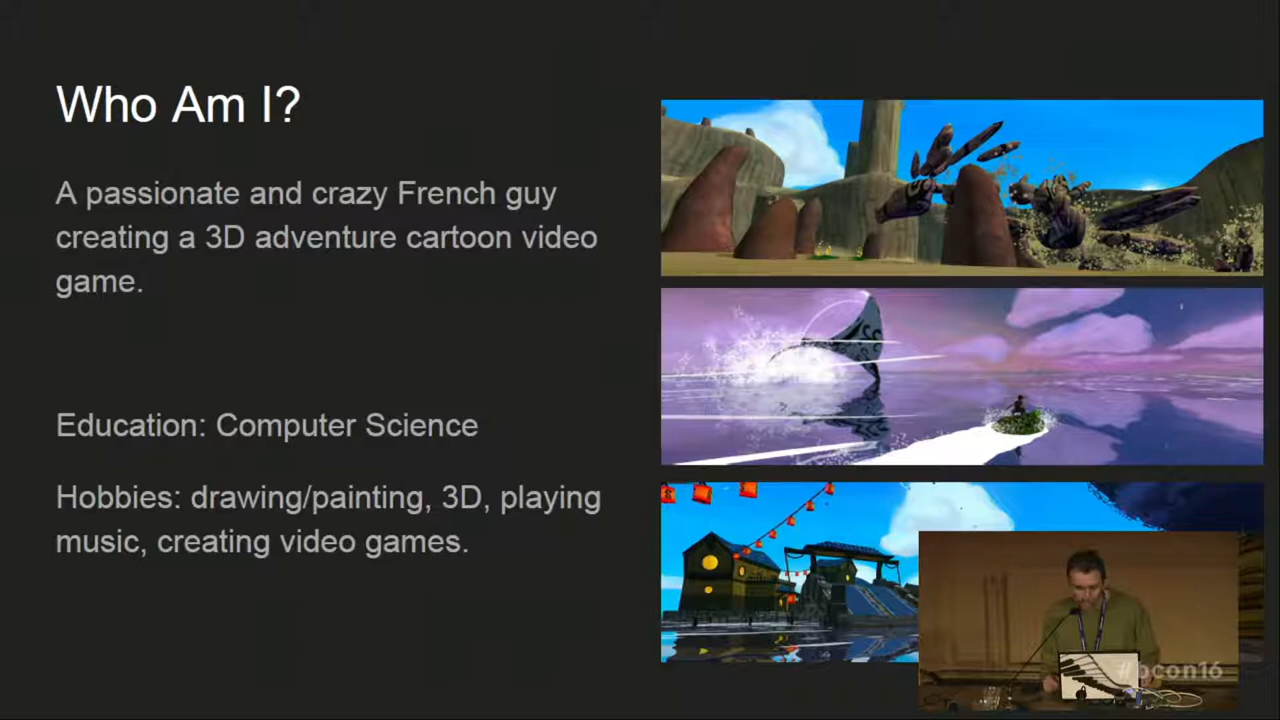 Who Am I?
A passionate and crazy French guy
creating a 3D adventure cartoon video
game.
Education: Computer Science
Hobbies: drawing/painting, 3D, playing
music, creating video games.
#bcon16